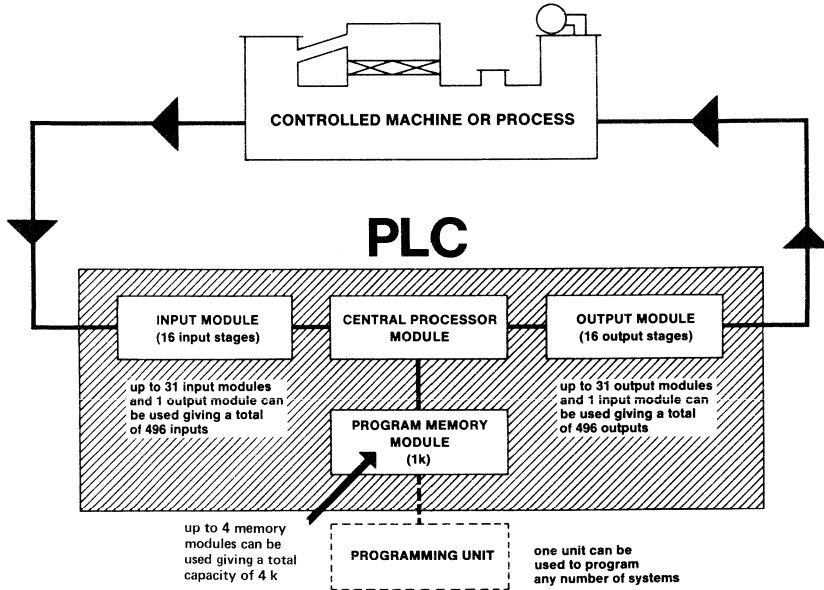 CONTROLLED MACHINE OR PROCESS
PLC
INPUT MODULE
(16 input stages)
CENTRAL PROCESSOR
MODULE
OUTPUT MODULE
(16 output stages)
up to 31 input modules
and 1 output module can
be used giving a total
of 496 inputs
up to 31 output modules
and 1 input module can
be used giving a total
of 496 outputs
PROGRAM MEMORY
MODULE
(1k)
up to 4 memory
modules can be
used giving a total
capacity of 4 k
PROGRAMMING UNIT
one unit can be
used to program
any number of systems